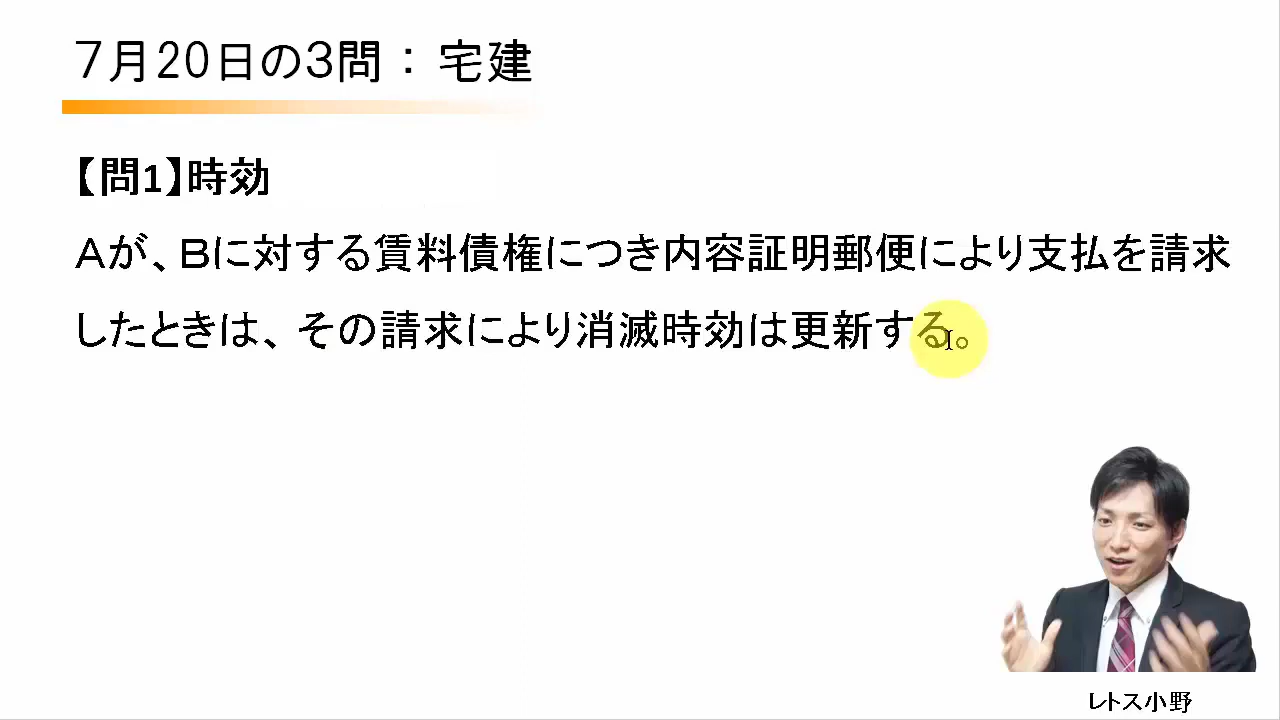 ７月20日の3問：宅建
【問1】時効
Ａが、Ｂに対する賃料債権につき内容証明郵便により支払を請求
したときは、その請求により消滅時効は更新する。
レトス小野